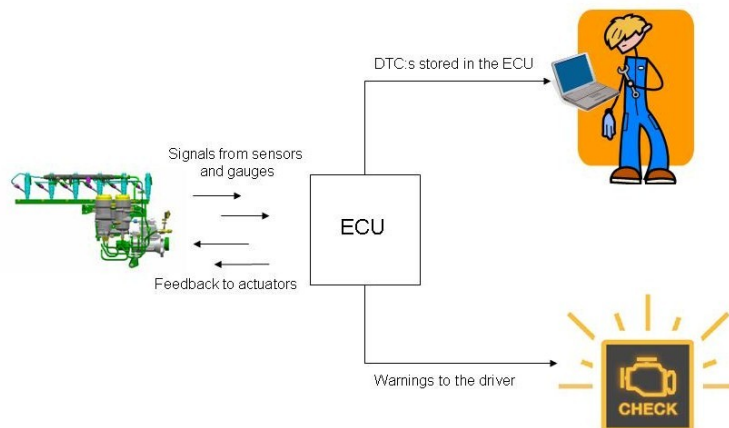 DTC:s stored in the ECU
Signals from sensors
and gauges
ECU
Feedback to actuators
Warnings to the driver
CHECK